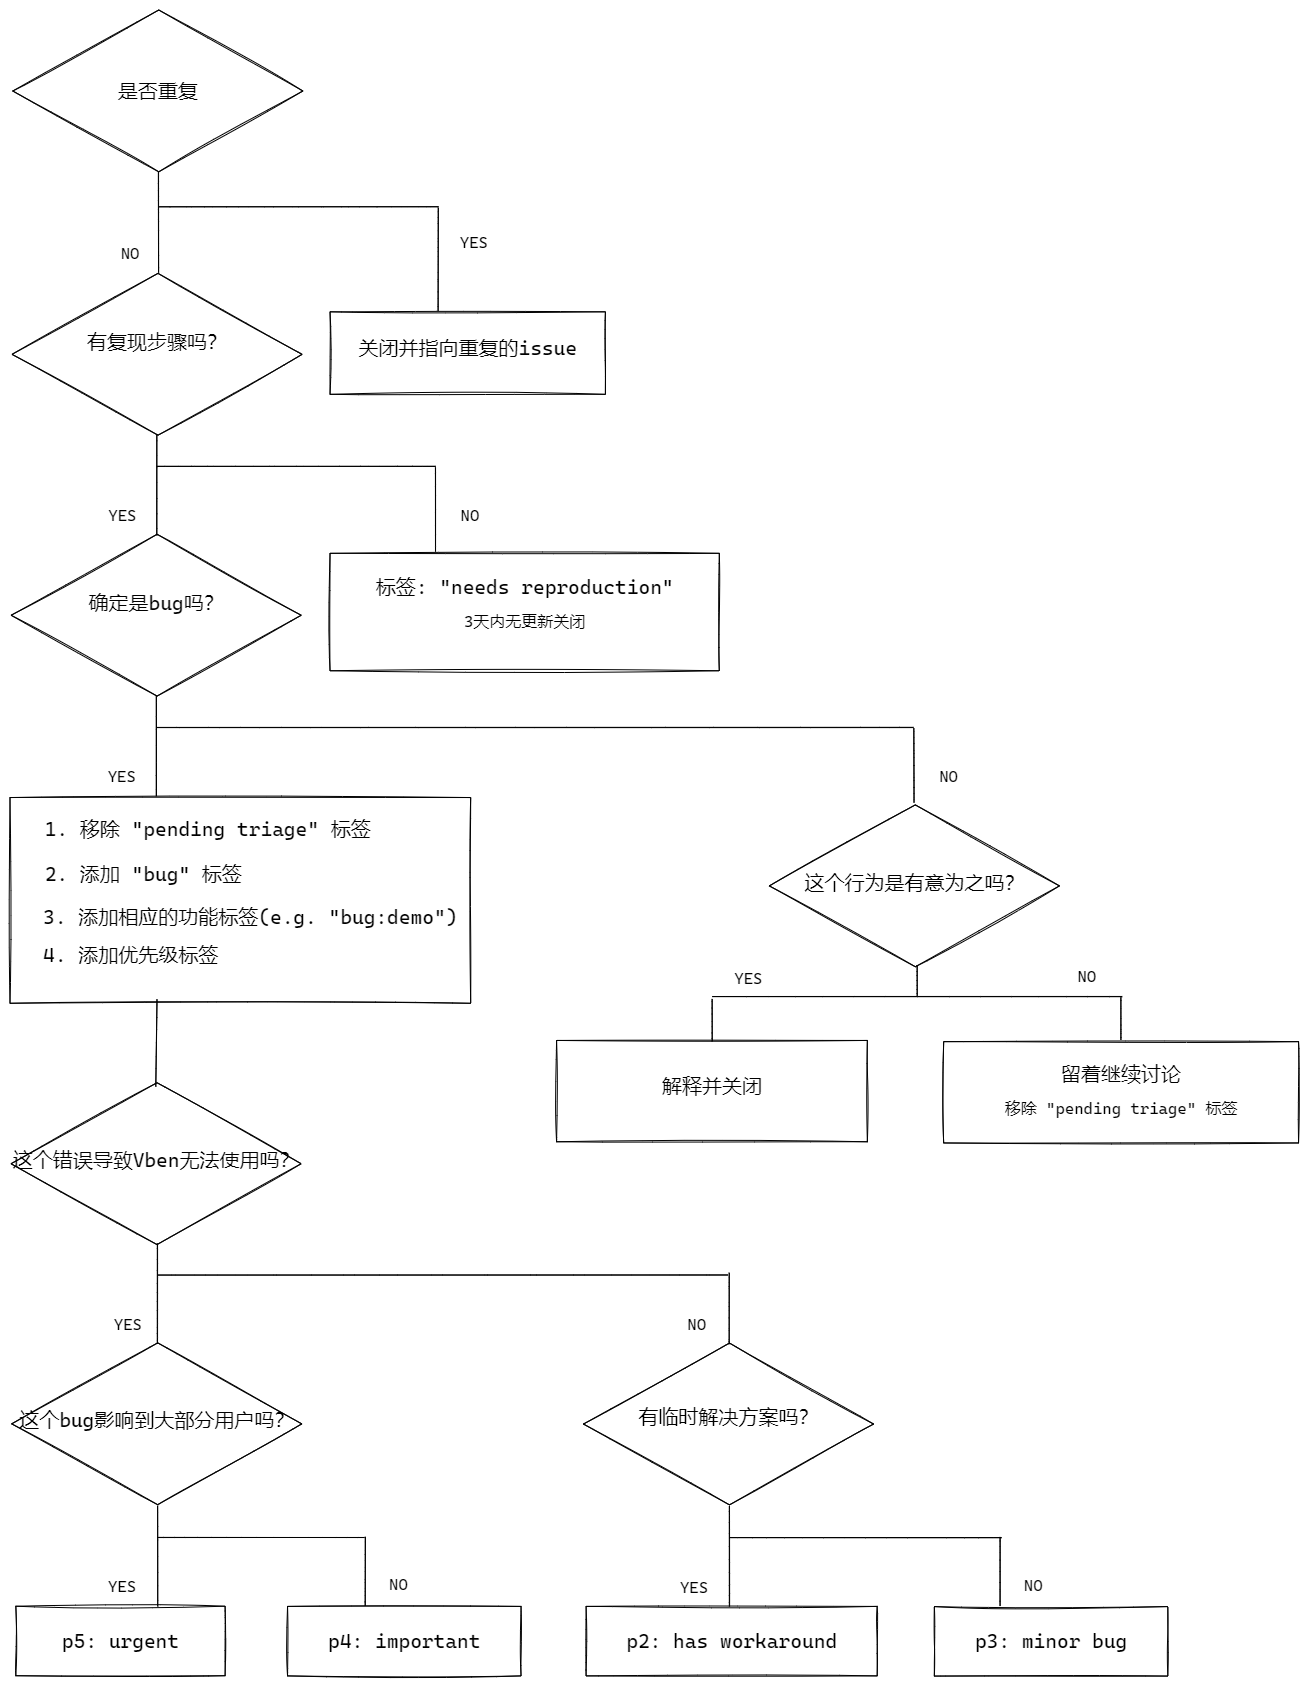 是否重复
YES
NO
有复现步骤吗?
关闭并指向重复的issue
YES
NO
标签: "needs reproduction"
3天内无更新关闭
确定是bug吗?
YES
NO
1. 移除 "pending triage" 标签
2. 添加 "bug" 标签
3. 添加相应的功能标签(e.g. "bug:demo")
4. 添加优先级标签
这个行为是有意为之吗?
YES
NO
解释并关闭
留着继续讨论
移除 "pending triage" 标签
这个错误导致Vben无法使用吗?
YES
NO
这个bug影响到大部分用户吗?
有临时解决方案吗?
YES
NO
YES
NO
p5: urgent
p4: important
p2: has workaround
p3: minor bug